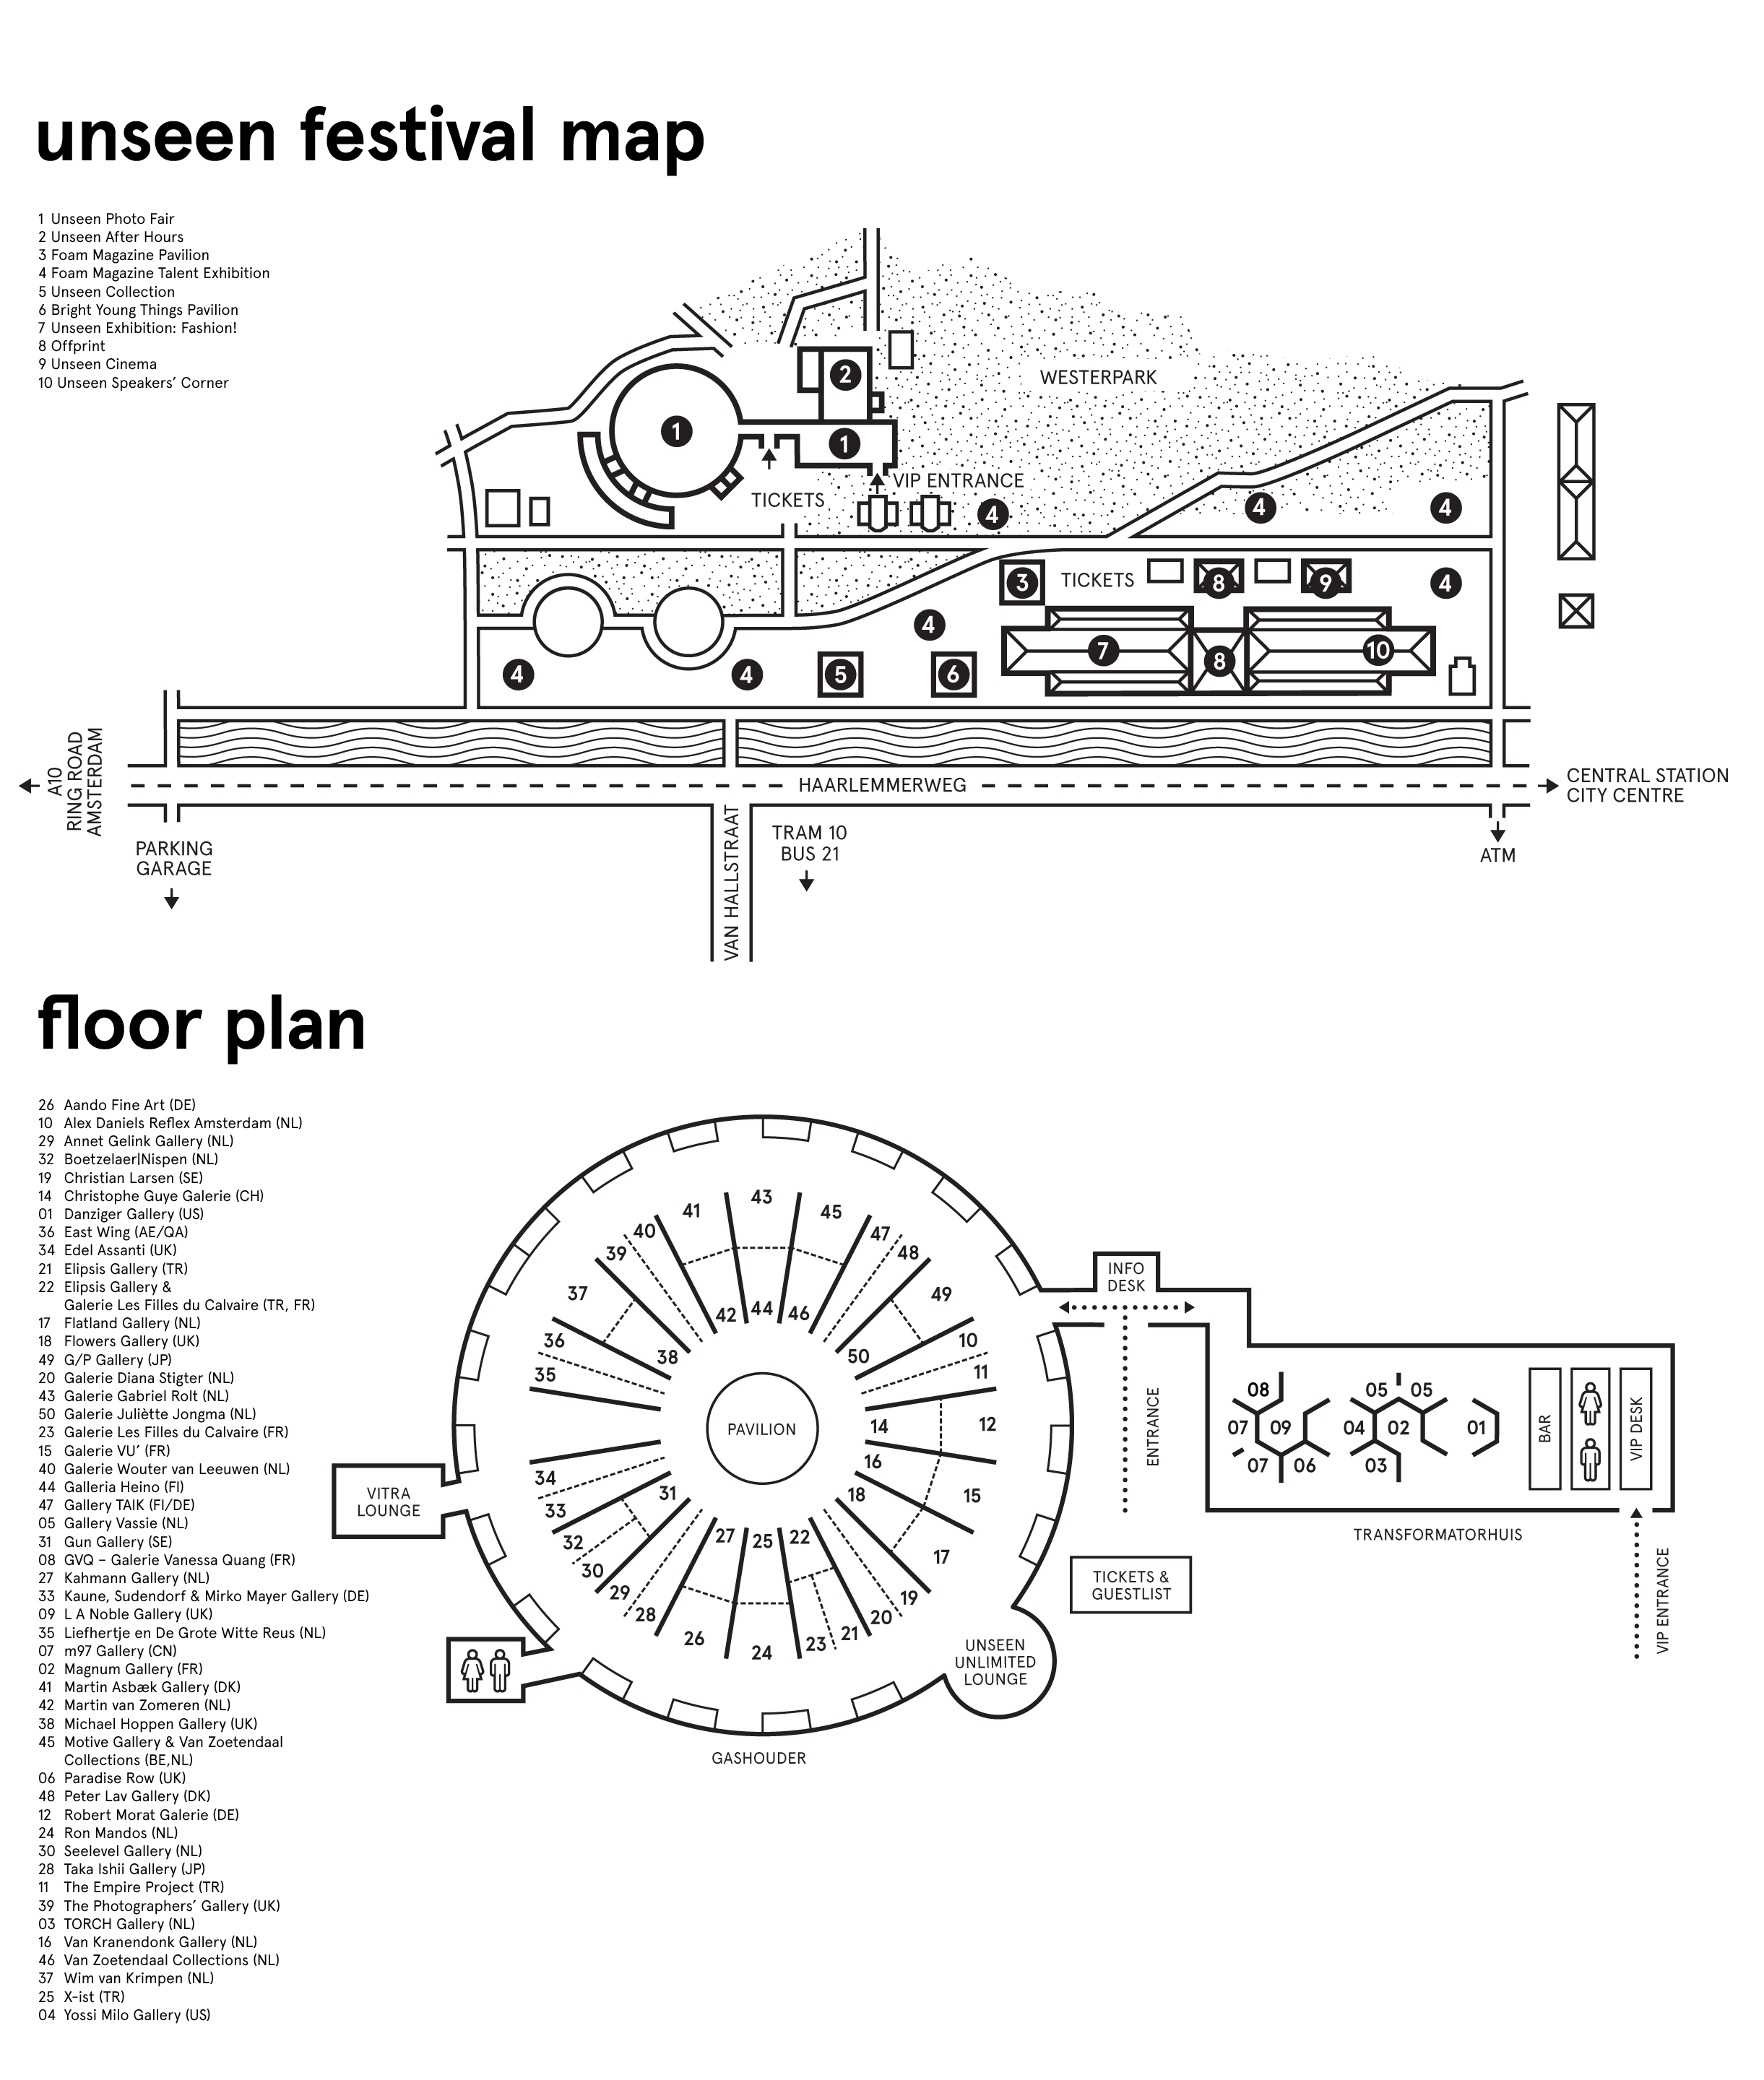 unseen festival map
1 Unseen Photo Fair
2 Unseen After Hours
3 Foam Magazine Pavilion
4 Foam Magazine Talent Exhibition
5 Unseen Collection
6 Bright Young Things Pavilion
7 Unseen Exhibition: Fashion!
8 Offprint
9 Unseen Cinema
10 Unseen Speakers’ Corner
2
WESTERPARK
1
1
VIP ENTRANCE
TICKETS
4
4
4
3
TICKETS
8
9
4
4
7
8
10
4
4
5
6
A10
RING ROAD
AMSTERDAM
HAARLEMMERWEG
CENTRAL STATION
CITY CENTRE
PARKING
GARAGE
VAN HALLSTRAAT
TRAM 10
BUS 21
ATM
floor plan
26 Aando Fine Art (DE)
10 Alex Daniels Reflex Amsterdam (NL)
29 Annet Gelink Gallery (NL)
32 Boetzelaer|Nispen (NL)
19 Christian Larsen (SE)
14 Christophe Guye Galerie (CH)
01 Danziger Gallery (US)
36 East Wing (AE/QA)
34 Edel Assanti (UK)
21 Elipsis Gallery (TR)
22 Elipsis Gallery &
Galerie Les Filles du Calvaire (TR, FR)
17 Flatland Gallery (NL)
18 Flowers Gallery (UK)
49 G/P Gallery (JP)
20 Galerie Diana Stigter (NL)
43 Galerie Gabriel Rolt (NL)
50 Galerie Juliètte Jongma (NL)
23 Galerie Les Filles du Calvaire (FR)
15 Galerie VU’ (FR)
40 Galerie Wouter van Leeuwen (NL)
44 Galleria Heino (FI)
47 Gallery TAIK (FI/DE)
05 Gallery Vassie (NL)
31 Gun Gallery (SE)
08 GVQ – Galerie Vanessa Quang (FR)
27 Kahmann Gallery (NL)
33 Kaune, Sudendorf & Mirko Mayer Gallery (DE)
09 L A Noble Gallery (UK)
35 Liefhertje en De Grote Witte Reus (NL)
07 m97 Gallery (CN)
02 Magnum Gallery (FR)
41 Martin Asbæk Gallery (DK)
42 Martin van Zomeren (NL)
38 Michael Hoppen Gallery (UK)
45 Motive Gallery & Van Zoetendaal
Collections (BE,NL)
06 Paradise Row (UK)
48 Peter Lav Gallery (DK)
12 Robert Morat Galerie (DE)
24 Ron Mandos (NL)
30 Seelevel Gallery (NL)
28 Taka Ishii Gallery (JP)
11 The Empire Project (TR)
39 The Photographers’ Gallery (UK)
03 TORCH Gallery (NL)
16 Van Kranendonk Gallery (NL)
46 Van Zoetendaal Collections (NL)
37 Wim van Krimpen (NL)
25 X-ist (TR)
04 Yossi Milo Gallery (US)
43
41
45
40
47
39
48
37
49
42
44
46
36
10
38
50
35
11
PAVILION
14
12
34
16
31
18
15
33
32
27
25
22
30
17
29
19
28
20
26
23
21
24
VITRA
LOUNGE
UNSEEN
UNLIMITED
LOUNGE
GASHOUDER
INFO
DESK
ENTRANCE
TICKETS &
GUESTLIST
08
05
05
07
09
04
02
01
07
06
03
BAR
VIP DESK
TRANSFORMATORHUIS
VIP ENTRANCE